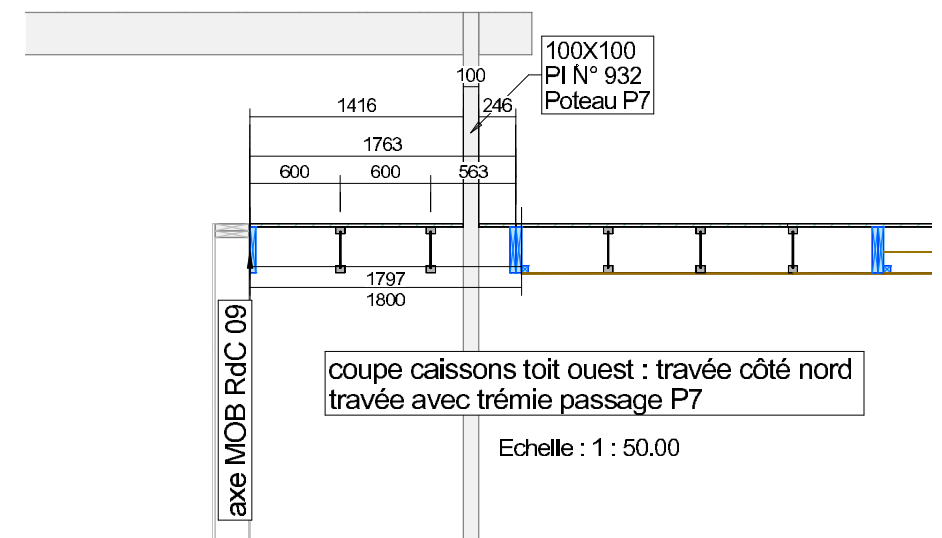 100X100
PI N° 932
Poteau P7
100
1416
246
1763
600
600
563
1797
1800
axe MOB RdC 09
coupe caissons toit ouest : travée côté nord
travée avec trémie passage P7
Echelle : 1 : 50.00